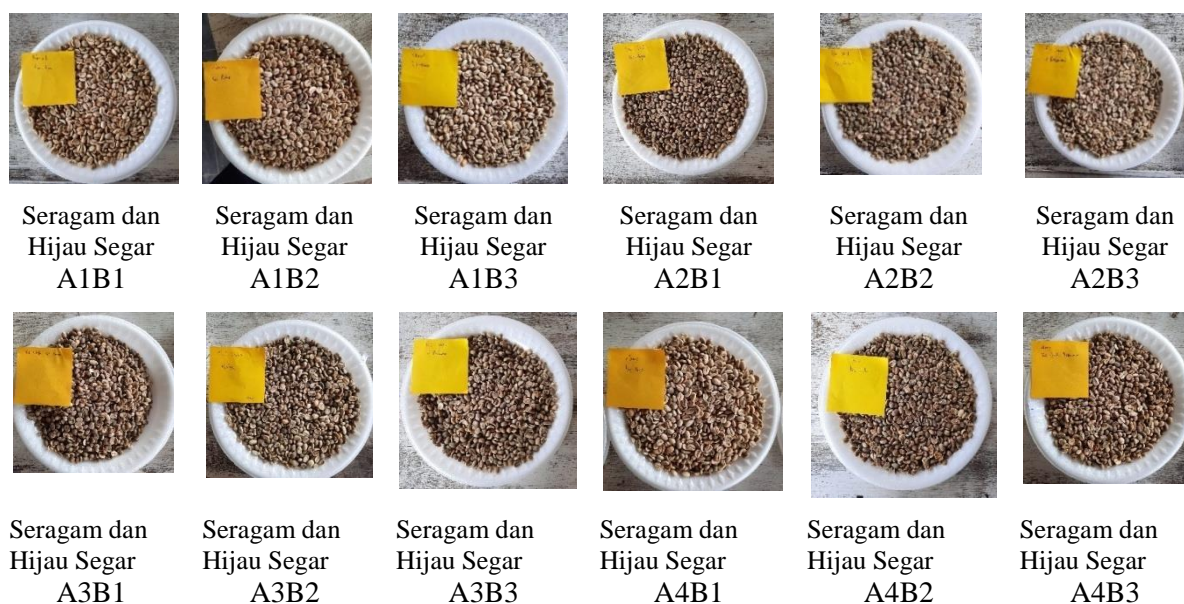 Seragam dan
Hijau Segar
A1B1
Seragam dan
Hijau Segar
A1B2
Seragam dan
Hijau Segar
A1B3
Seragam dan
Hijau Segar
A2B1
Seragam dan
Hijau Segar
A2B2
Seragam dan
Hijau Segar
A2B3
Seragam dan
Hijau Segar
A3B1
Seragam dan
Hijau Segar
A3B2
Seragam dan
Hijau Segar
A3B3
Seragam dan
Hijau Segar
A4B1
Seragam dan
Hijau Segar
A4B2
Seragam dan
Hijau Segar
A4B3